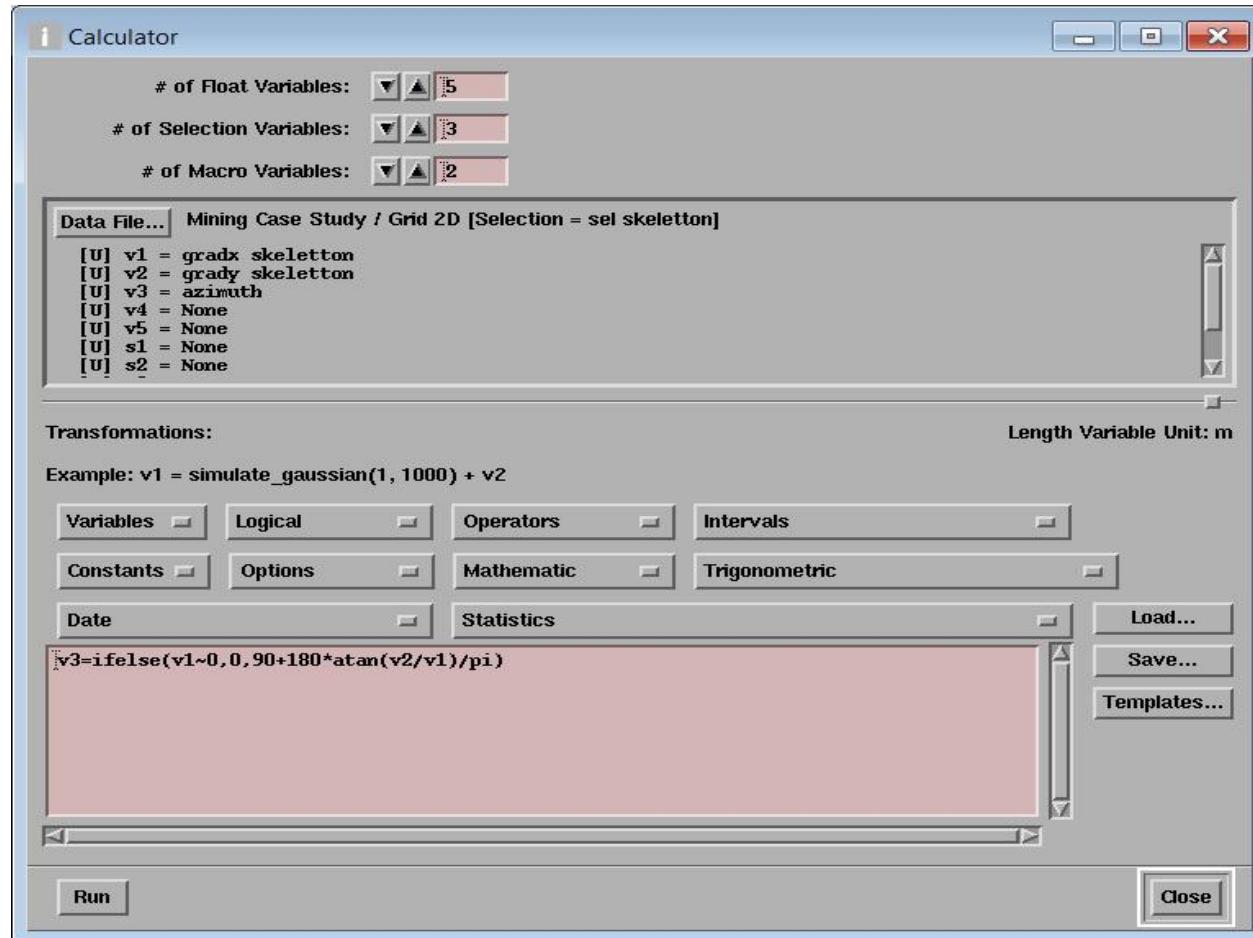 Calculator
# of Float Variables: 5
# of Selection Variables: 3
# of Macro Variables: 2
Data File... Mining Case Study / Grid 2D [Selection = sel skeletton]
[U] v1 = gradx skeletton
[U] v2 = grady skeletton
[U] v3 = azimuth
[U] v4 = None
[U] v5 = None
[U] s1 = None
[U] s2 = None
Transformations: Length Variable Unit: m
Example: v1 = simulate_gaussian(1, 1000) + v2
Variables Logical Operators Intervals
Constants Options Mathematic Trigonometric
Date Statistics Load...
v3=ifelse(v1~0,0,90+180*atan(v2/v1)/pi) Save...
Templates...
Run Close